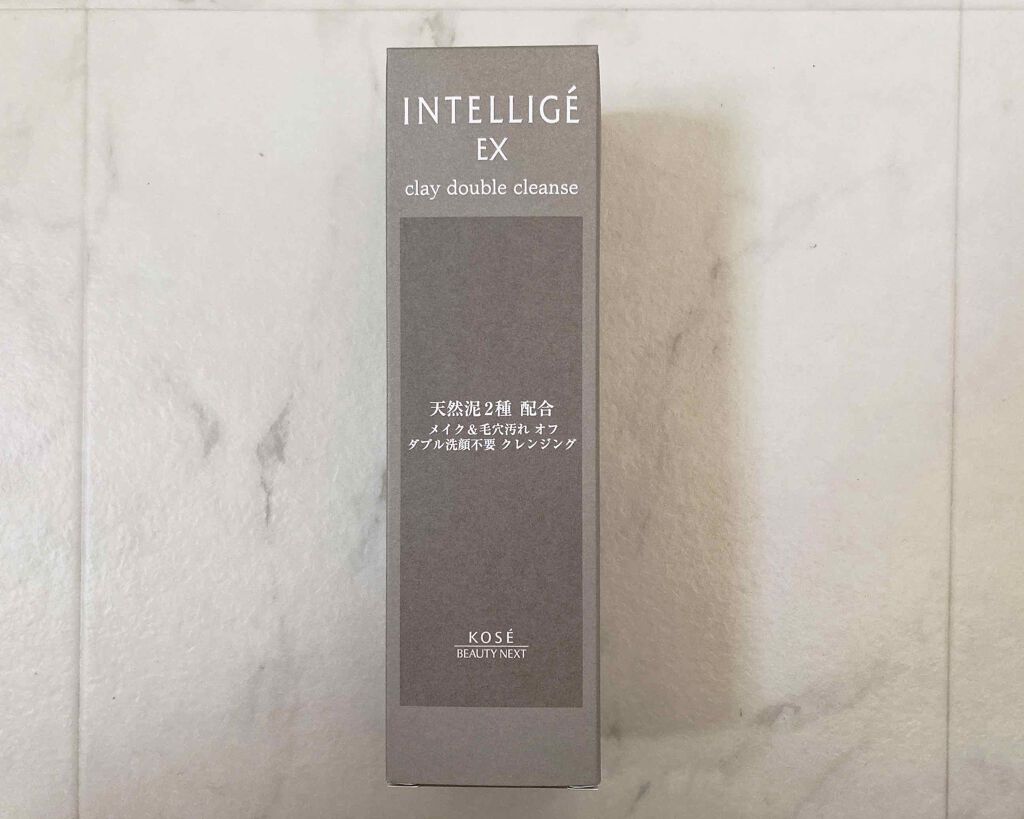 INTELLIGÉ
EX
clay double cleanse
天然泥2種 配合
メイク&毛穴汚れ オフ
ダブル洗顔不要 クレンジング
KOSÉ
BEAUTY NEXT